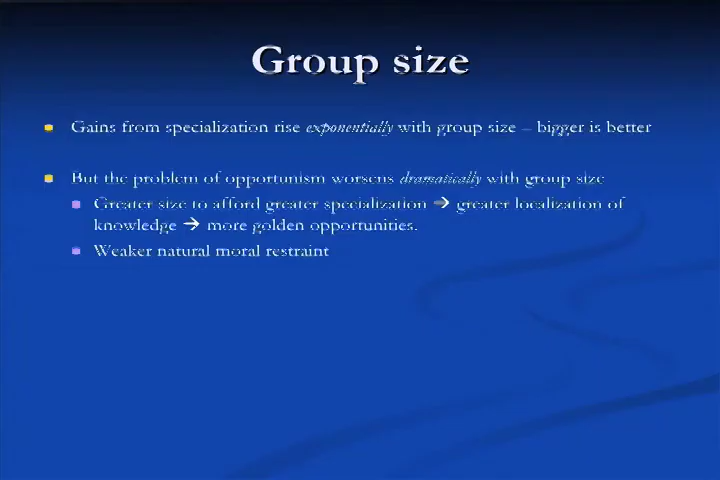 Group size
Gains from specialization rise exponentially with group size – bigger is better
But the problem of opportunism worsens dramatically with group size
Greater size to afford greater specialization → greater localization of
knowledge → more golden opportunities.
Weaker natural moral restraint